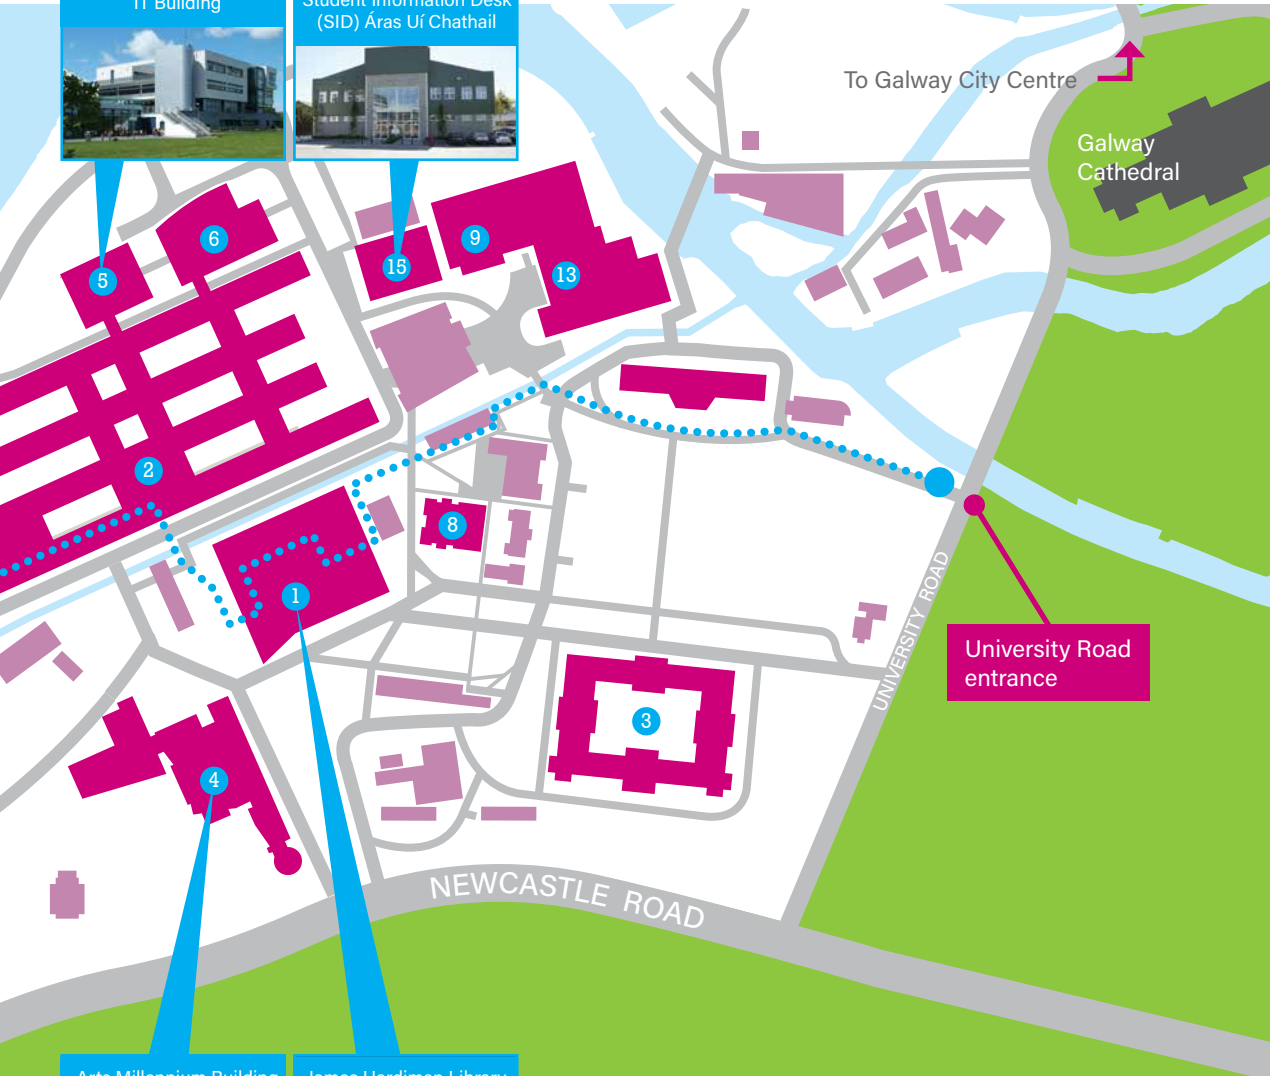 IT Building
Student Information Desk
(SID) Áras Uí Chathail
To Galway City Centre
Galway
Cathedral
6
9
5
15
13
2
8
1
UNIVERSITY ROAD
University Road
entrance
3
4
NEWCASTLE ROAD
Arts Millennium Building
James Hardiman Library